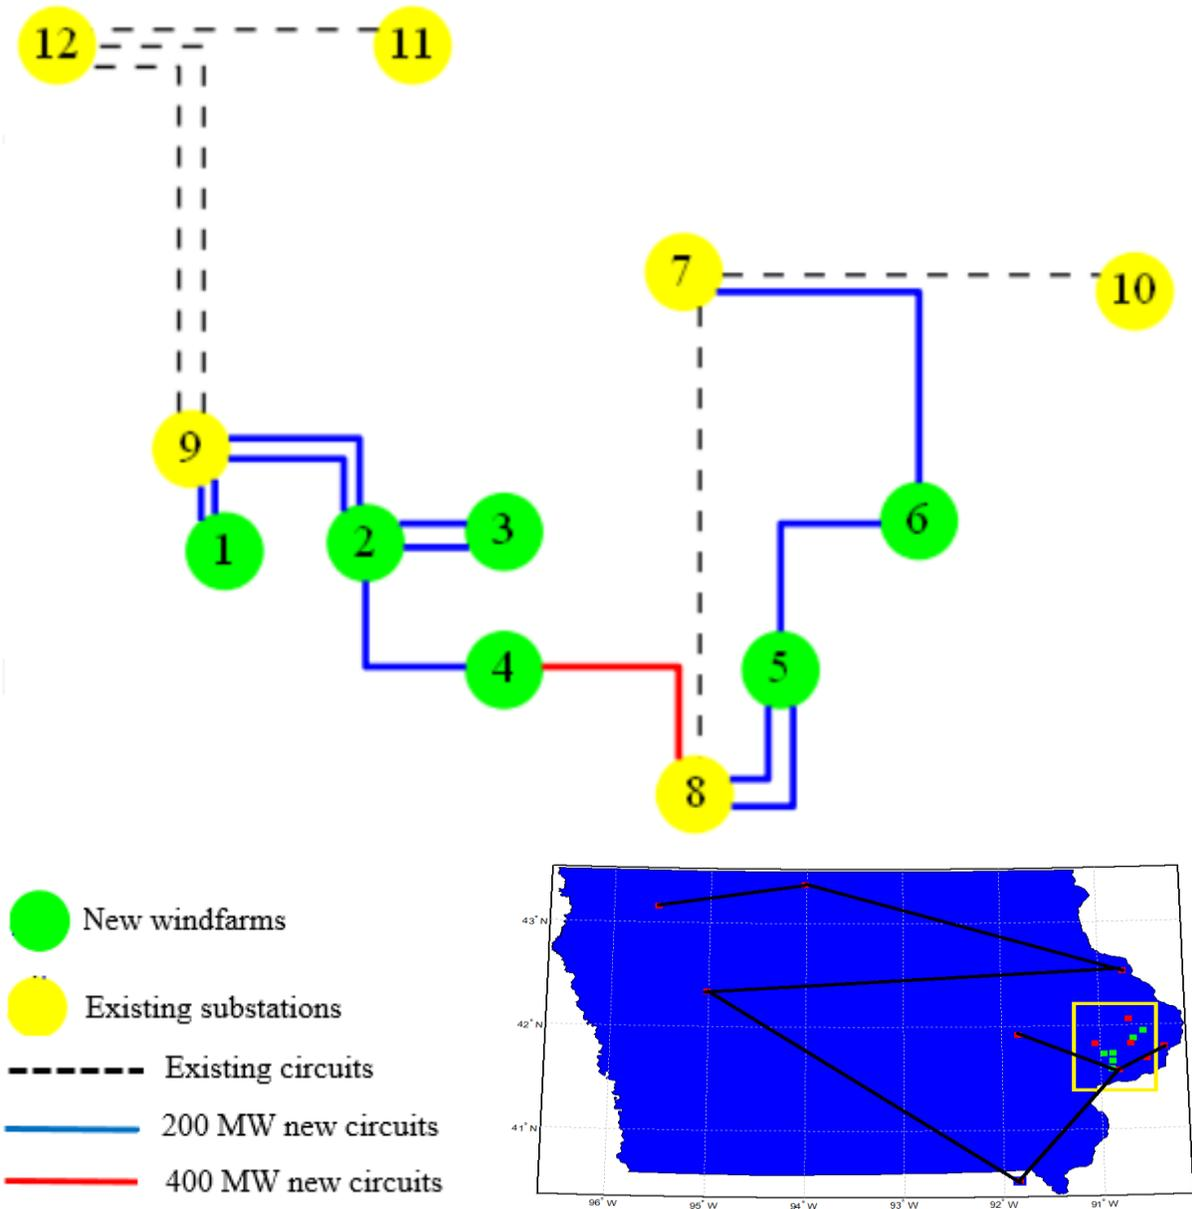 12
11
7
10
9
1
2
3
6
4
5
8
New windfarms
Existing substations
Existing circuits
200 MW new circuits
400 MW new circuits
43° N
42° N
41° N
96° W
95° W
94° W
93° W
92° W
91° W